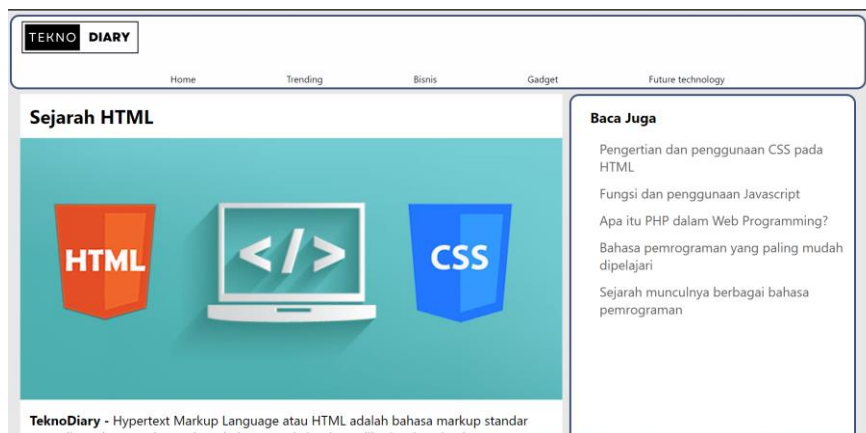 TEKNO DIARY
Home Trending Bisnis Gadget Future technology
Sejarah HTML
HTML </> CSS
TeknoDiary - Hypertext Markup Language atau HTML adalah bahasa markup standar
Baca Juga
Pengertian dan penggunaan CSS pada
HTML
Fungsi dan penggunaan Javascript
Apa itu PHP dalam Web Programming?
Bahasa pemrograman yang paling mudah
dipelajari
Sejarah munculnya berbagai bahasa
pemrograman